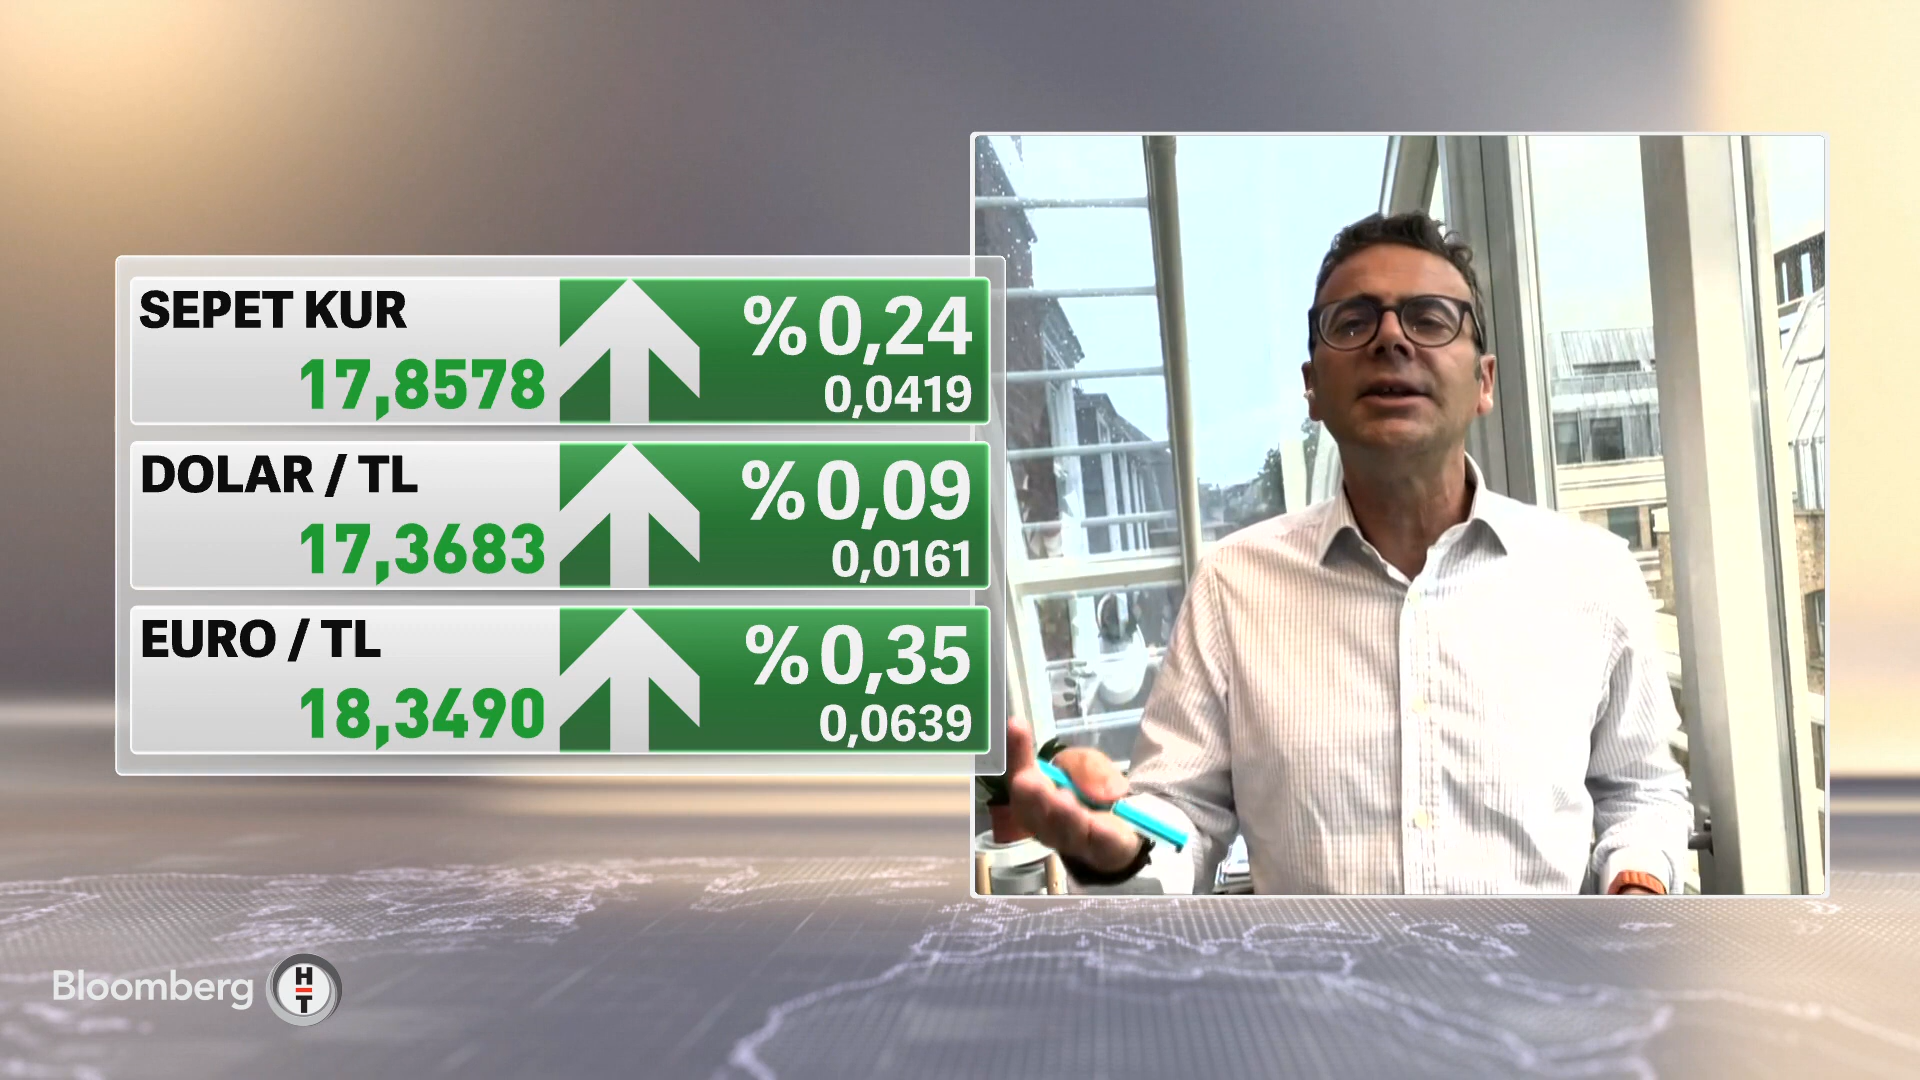 SEPET KUR
17,8578
%0,24
0,0419
DOLAR / TL
17,3683
%0,09
0,0161
EURO / TL
18,3490
%0,35
0,0639
Bloomberg HT